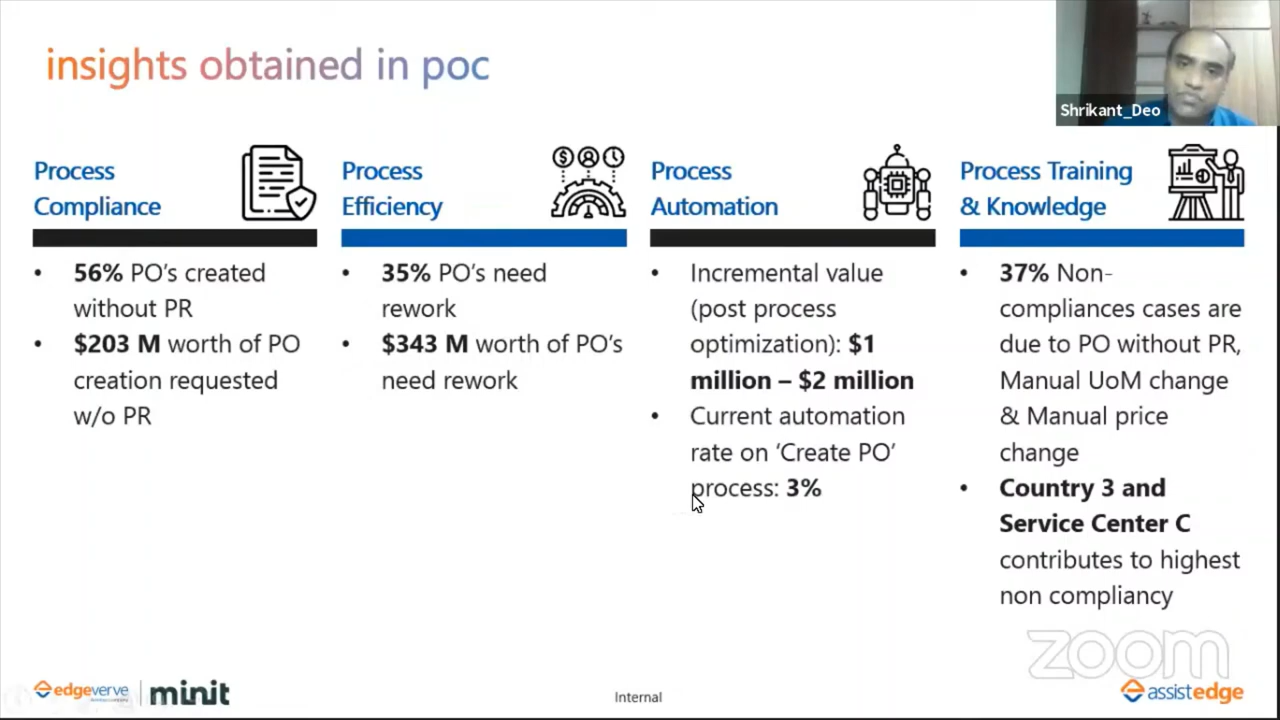 insights obtained in poc
Shrikant_Deo
Process
Compliance
• 56% PO’s created
without PR
• $203 M worth of PO
creation requested
w/o PR
Process
Efficiency
• 35% PO’s need
rework
• $343 M worth of PO’s
need rework
Process
Automation
• Incremental value
(post process
optimization): $1
million – $2 million
• Current automation
rate on ‘Create PO’
process: 3%
Process Training
& Knowledge
• 37% Non-
compliances cases are
due to PO without PR,
Manual UoM change
& Manual price
change
• Country 3 and
Service Center C
contributes to highest
non compliancy
zoom
edgeverve
minit
Internal
assistedge